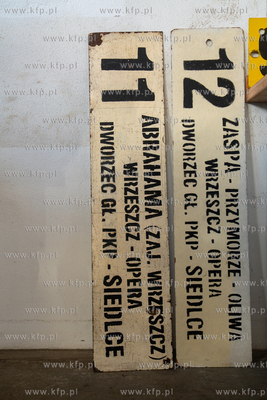 11
ABRAHAMA (ZAJ. WRZESZCZ)
WRZESZCZ - OPERA
DWORZEC GŁ. PKP - SIEDLCE
12
ZASPA - PRZYMORZE - OLIWA
WRZESZCZ - OPERA
DWORZEC GŁ. PKP - SIEDLCE
www.kfp.pl